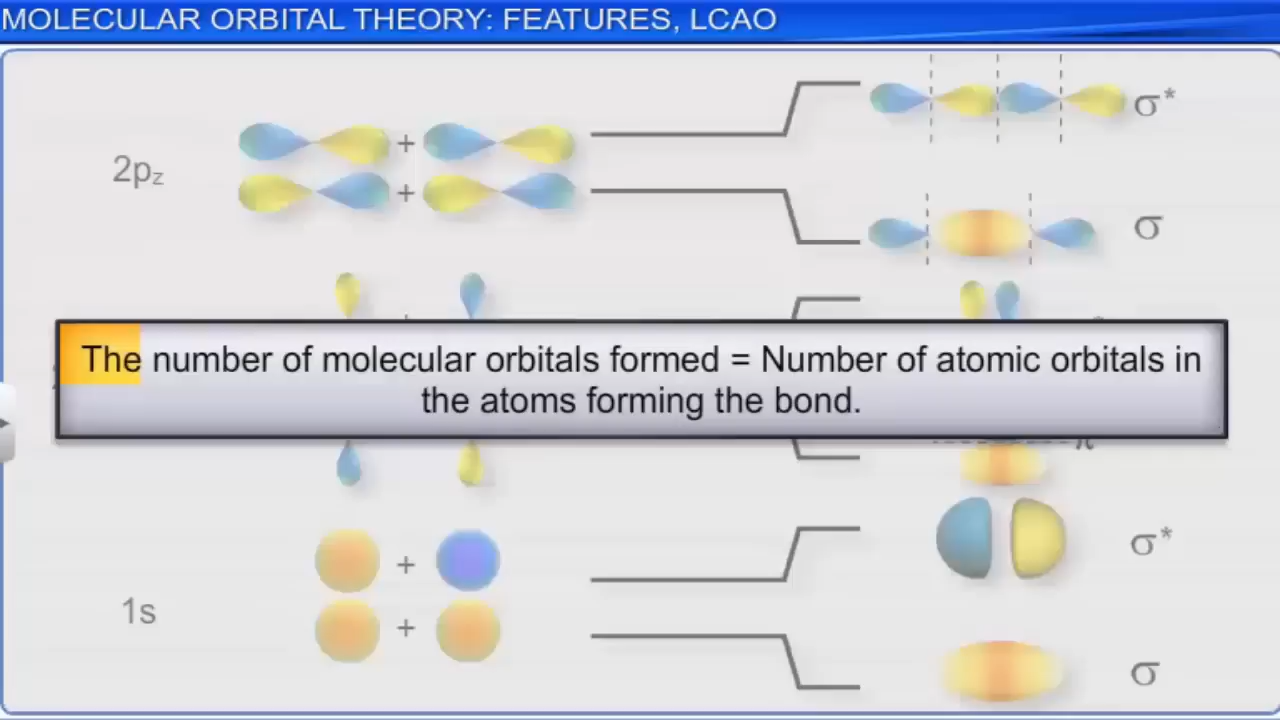 MOLECULAR ORBITAL THEORY: FEATURES, LCAO
σ*
+
2pz
+
σ
The number of molecular orbitals formed = Number of atomic orbitals in
the atoms forming the bond.
+
σ*
1s
+
σ